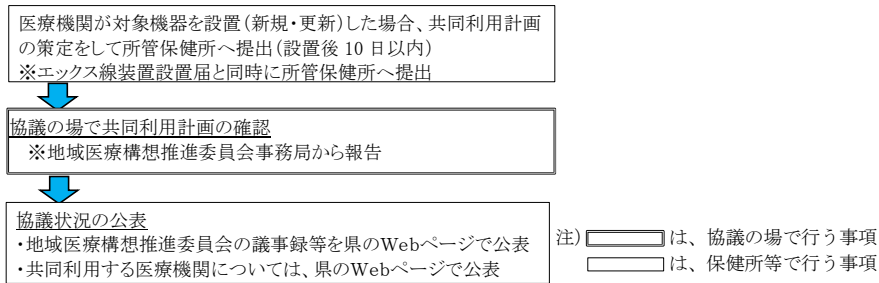 医療機関が対象機器を設置（新規・更新）した場合、共同利用計画
の策定をして所管保健所へ提出（設置後 10 日以内）
※エックス線装置設置届と同時に所管保健所へ提出
協議の場で共同利用計画の確認
※地域医療構想推進委員会事務局から報告
協議状況の公表
・地域医療構想推進委員会の議事録等を県のWebページで公表
・共同利用する医療機関については、県のWebページで公表
注） は、協議の場で行う事項
は、保健所等で行う事項